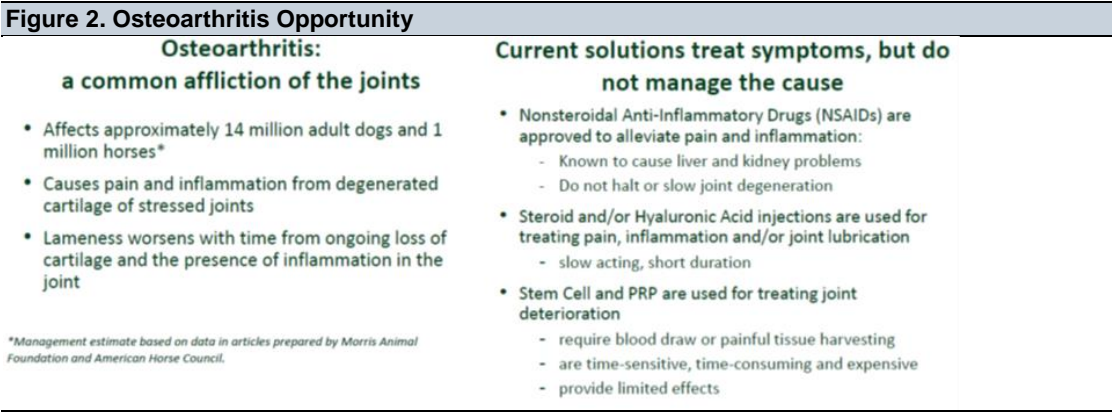 Figure 2. Osteoarthritis Opportunity
Osteoarthritis:
a common affliction of the joints
• Affects approximately 14 million adult dogs and 1
million horses*
• Causes pain and inflammation from degenerated
cartilage of stressed joints
• Lameness worsens with time from ongoing loss of
cartilage and the presence of inflammation in the
joint
*Management estimate based on data in articles prepared by Morris Animal
Foundation and American Horse Council.
Current solutions treat symptoms, but do
not manage the cause
• Nonsteroidal Anti-Inflammatory Drugs (NSAIDs) are
approved to alleviate pain and inflammation:
- Known to cause liver and kidney problems
- Do not halt or slow joint degeneration
• Steroid and/or Hyaluronic Acid injections are used for
treating pain, inflammation and/or joint lubrication
- slow acting, short duration
• Stem Cell and PRP are used for treating joint
deterioration
- require blood draw or painful tissue harvesting
- are time-sensitive, time-consuming and expensive
- provide limited effects